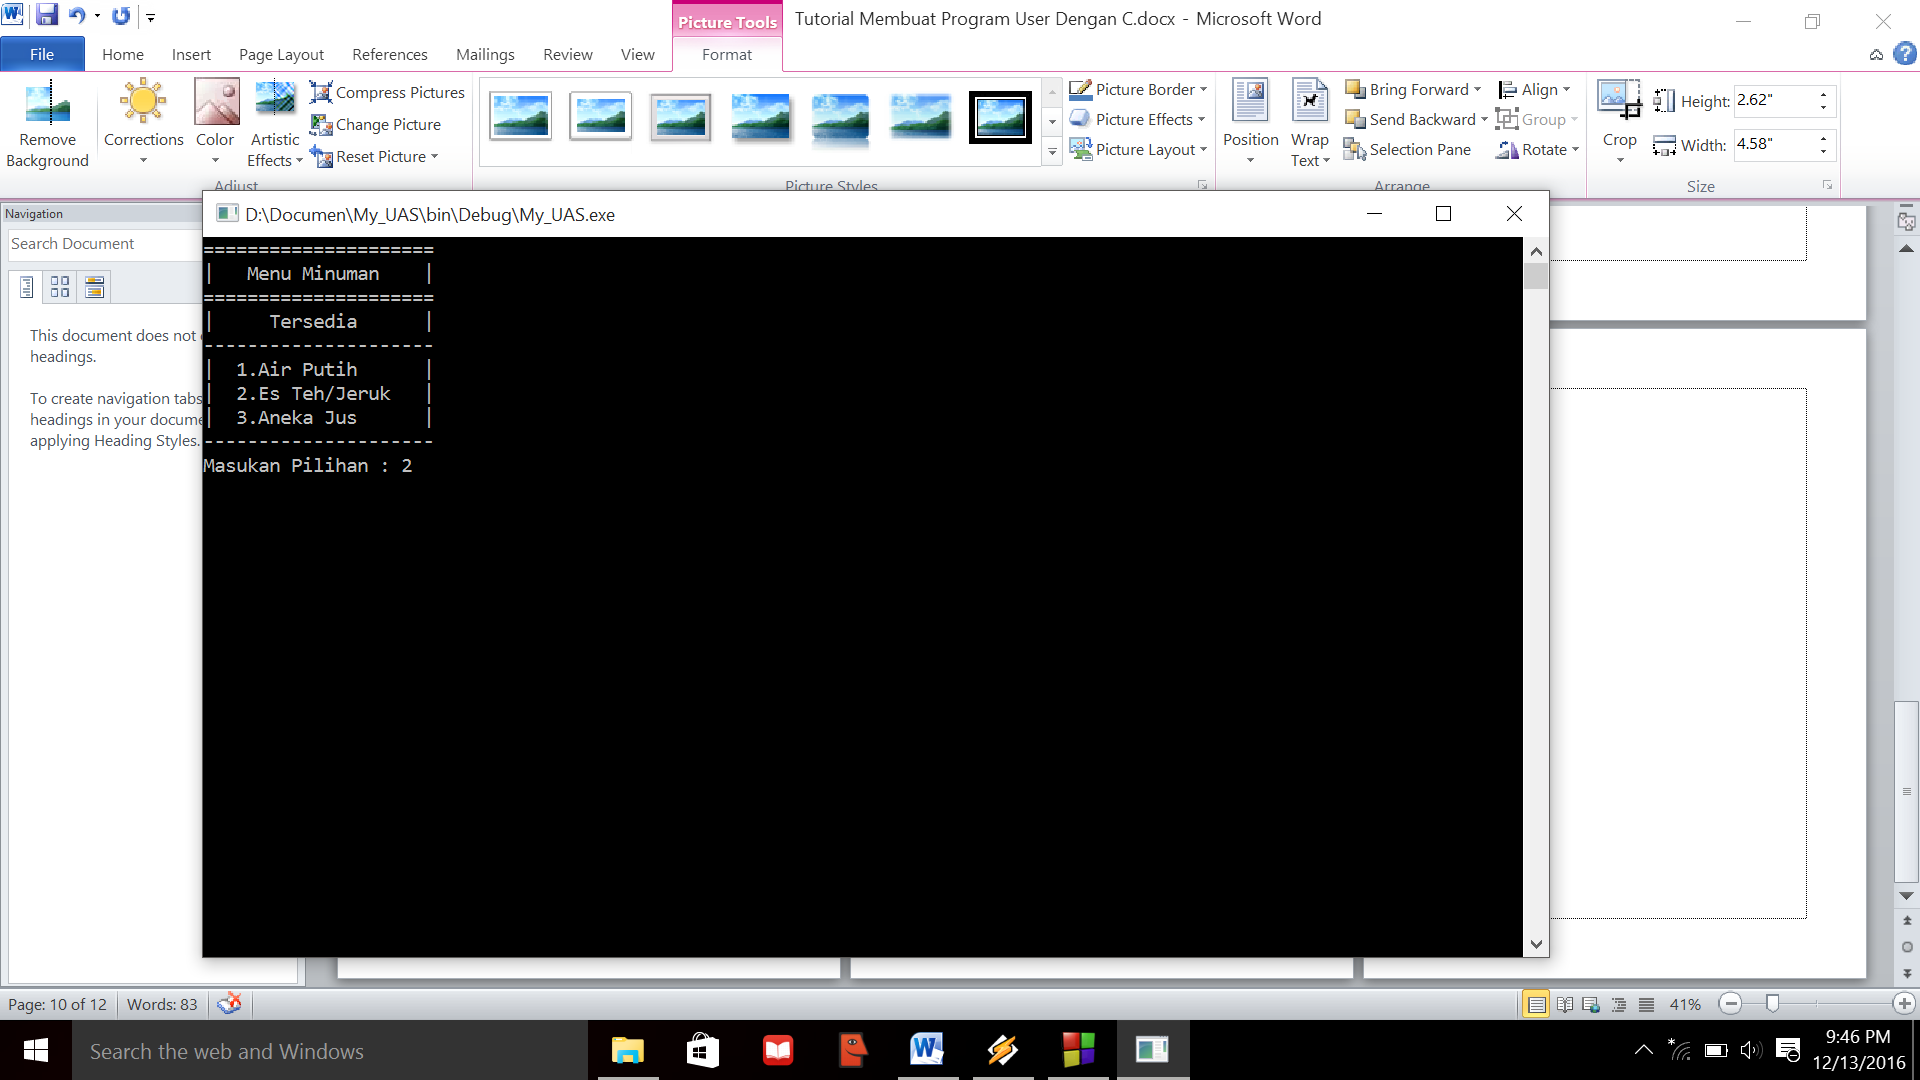 Picture Tools
Tutorial Membuat Program User Dengan C.docx - Microsoft Word
File
Home
Insert
Page Layout
References
Mailings
Review
View
Format
Remove Background
Corrections
Color
Artistic Effects
Compress Pictures
Change Picture
Reset Picture
Adjust
Picture Styles
Picture Border
Picture Effects
Picture Layout
Position
Wrap Text
Bring Forward
Send Backward
Selection Pane
Align
Group
Rotate
Arrange
Crop
Height: 2.62"
Width: 4.58"
Size
Navigation
Search Document
This document does not
headings.
To create navigation tabs
headings in your docume
applying Heading Styles.
D:\Documen\My_UAS\bin\Debug\My_UAS.exe
=====================
|   Menu Minuman    |
=====================
|     Tersedia      |
---------------------
|  1.Air Putih      |
|  2.Es Teh/Jeruk   |
|  3.Aneka Jus      |
---------------------
Masukan Pilihan : 2
Page: 10 of 12
Words: 83
41%
Search the web and Windows
9:46 PM
12/13/2016